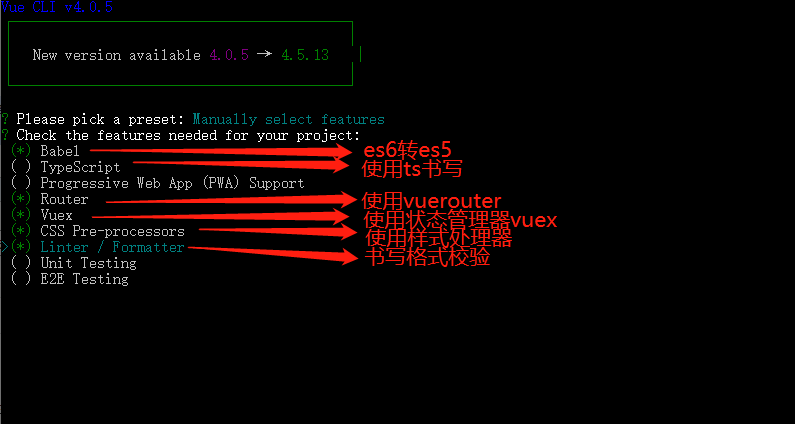 Vue CLI v4.0.5
New version available 4.0.5 → 4.5.13
? Please pick a preset: Manually select features
? Check the features needed for your project:
(*) Babel es6转es5
( ) TypeScript 使用ts书写
( ) Progressive Web App (PWA) Support
(*) Router 使用vuerouter
(*) Vuex 使用状态管理器vuex
(*) CSS Pre-processors 使用样式处理器
>(*) Linter / Formatter 书写格式校验
( ) Unit Testing
( ) E2E Testing